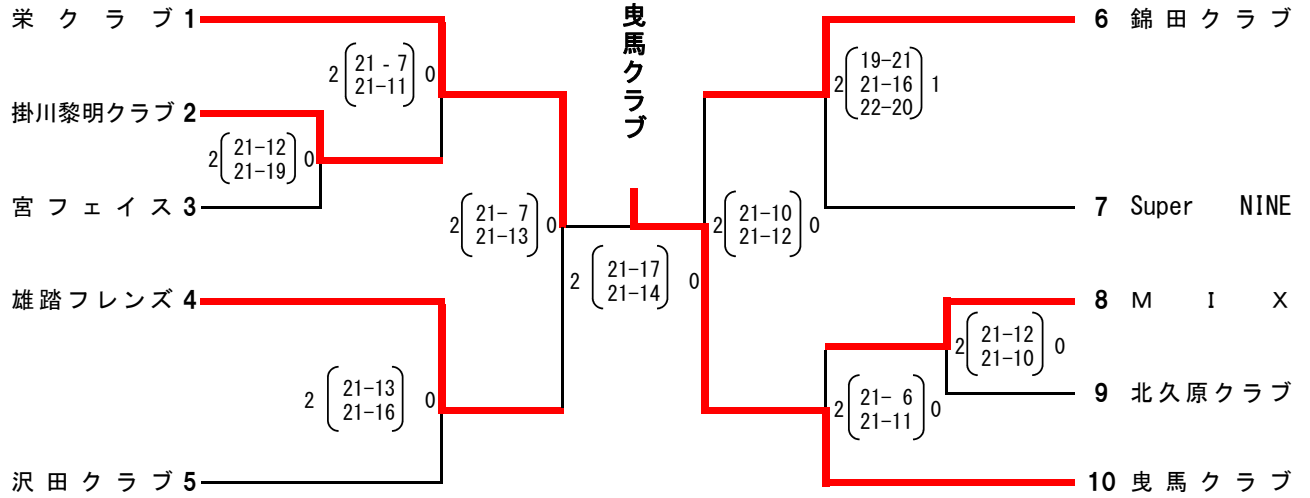 栄クラブ 1
2 21 - 7 0
21-11
掛川黎明クラブ 2
2 21-12 0
21-19
宮フェイス 3
2 21- 7 0
21-13
雄踏フレンズ 4
2 21-13 0
21-16
沢田クラブ 5
曳馬クラブ
2 21-17 0
21-14
6 錦田クラブ
19-21
2 21-16 1
22-20
7 Super NINE
2 21-10 0
21-12
8 M I X
2 21-12 0
21-10
9 北久原クラブ
2 21- 6 0
21-11
10 曳馬クラブ